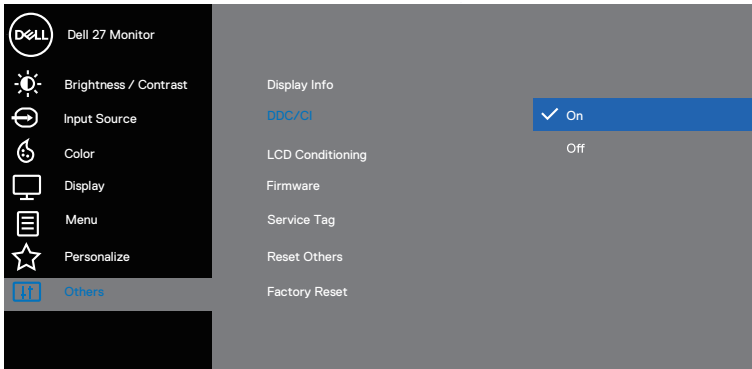 DELL
Dell 27 Monitor
Brightness / Contrast
Input Source
Color
Display
Menu
Personalize
Others
Display Info
DDC/CI
LCD Conditioning
Firmware
Service Tag
Reset Others
Factory Reset
On
Off